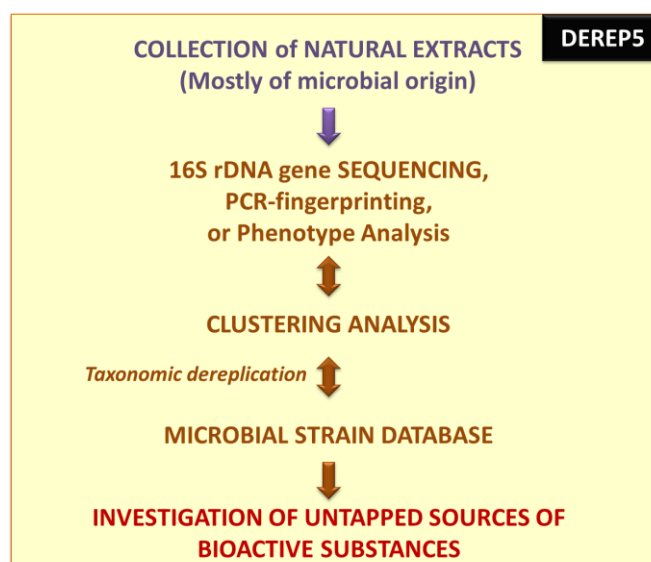 DEREP5
COLLECTION of NATURAL EXTRACTS
(Mostly of microbial origin)
16S rDNA gene SEQUENCING,
PCR-fingerprinting,
or Phenotype Analysis
CLUSTERING ANALYSIS
Taxonomic dereplication
MICROBIAL STRAIN DATABASE
INVESTIGATION OF UNTAPPED SOURCES OF
BIOACTIVE SUBSTANCES